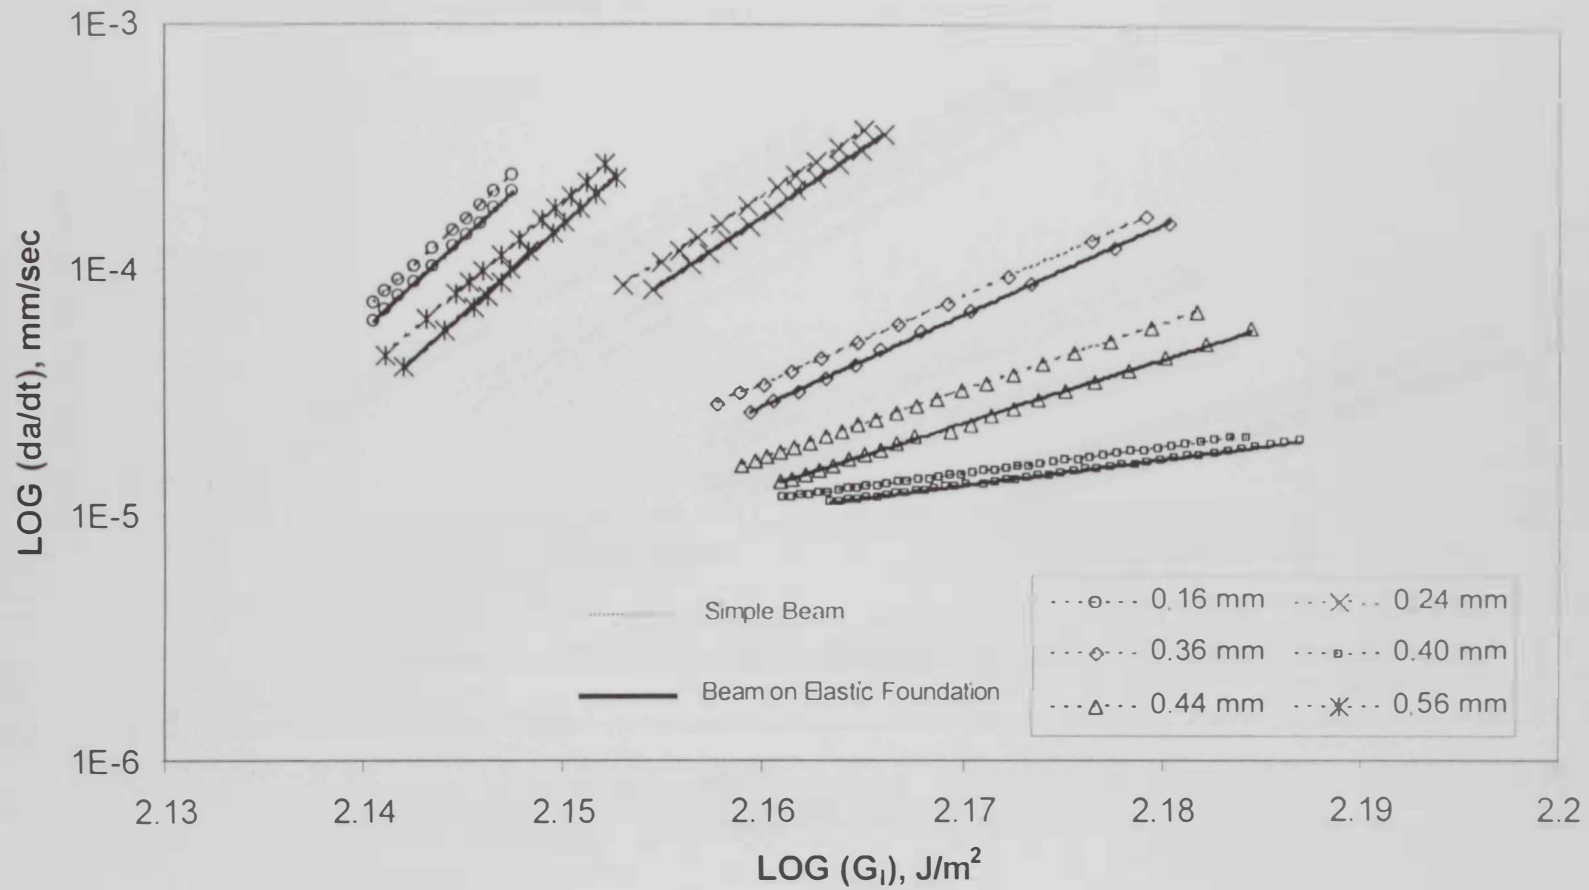 1E-3
1E-4
1E-5
1E-6
LOG (da/dt), mm/sec
2.13 2.14 2.15 2.16 2.17 2.18 2.19 2.2
LOG (G_I), J/m²
Simple Beam
Beam on Elastic Foundation
0.16 mm 0.24 mm
0.36 mm 0.40 mm
0.44 mm 0.56 mm